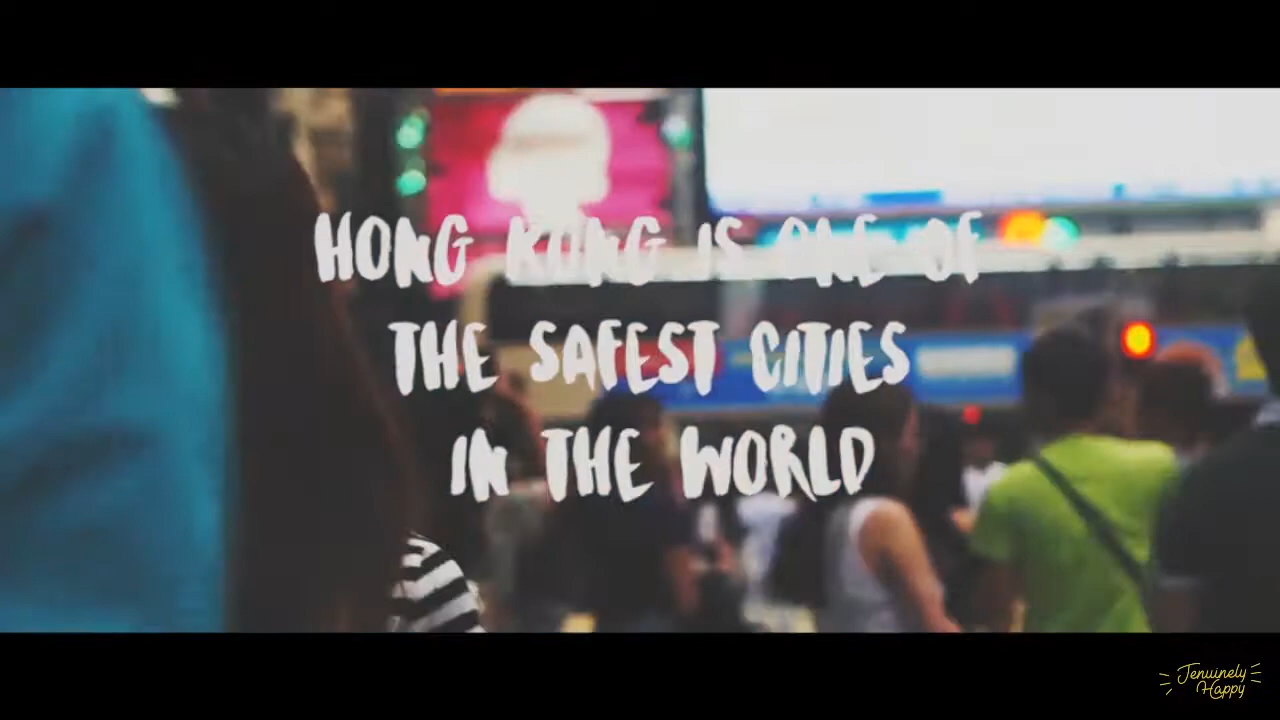 HONG KONG IS ONE OF
THE SAFEST CITIES
IN THE WORLD
Jenuinely
Happy